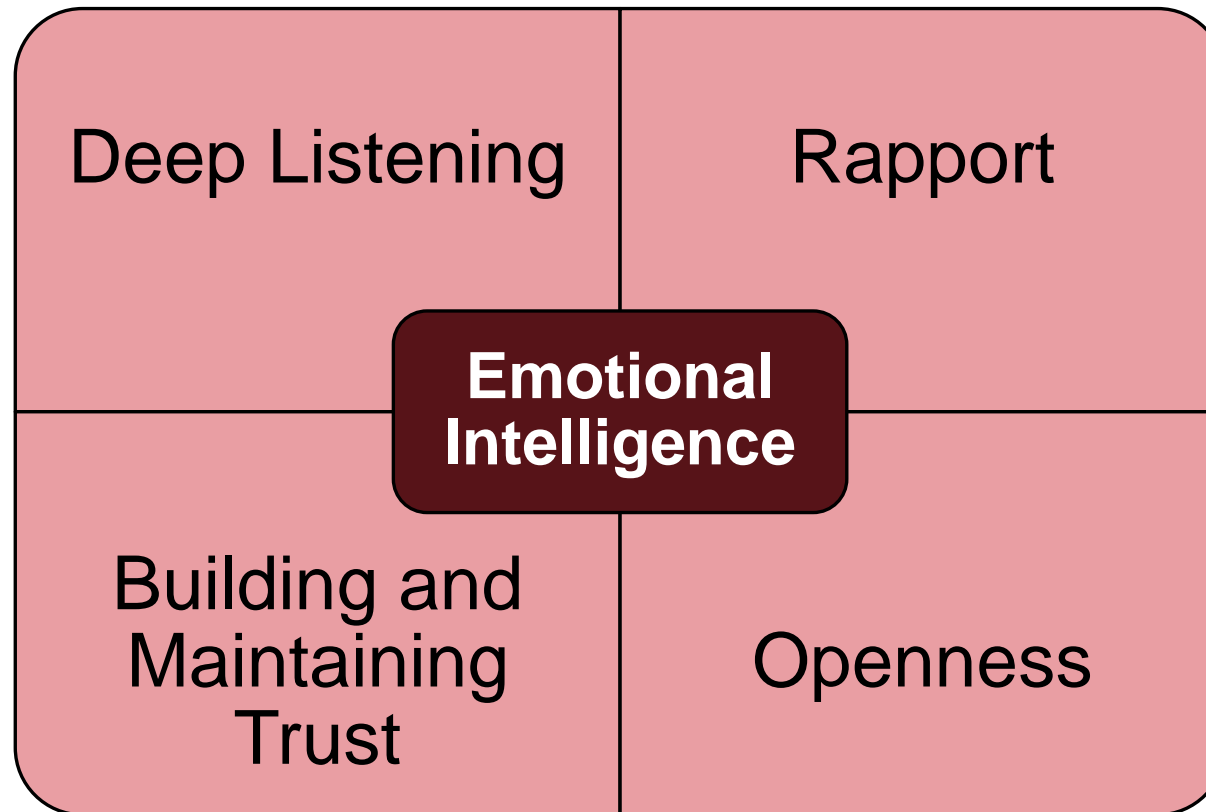 Deep Listening
Rapport
Emotional
Intelligence
Building and
Maintaining
Trust
Openness